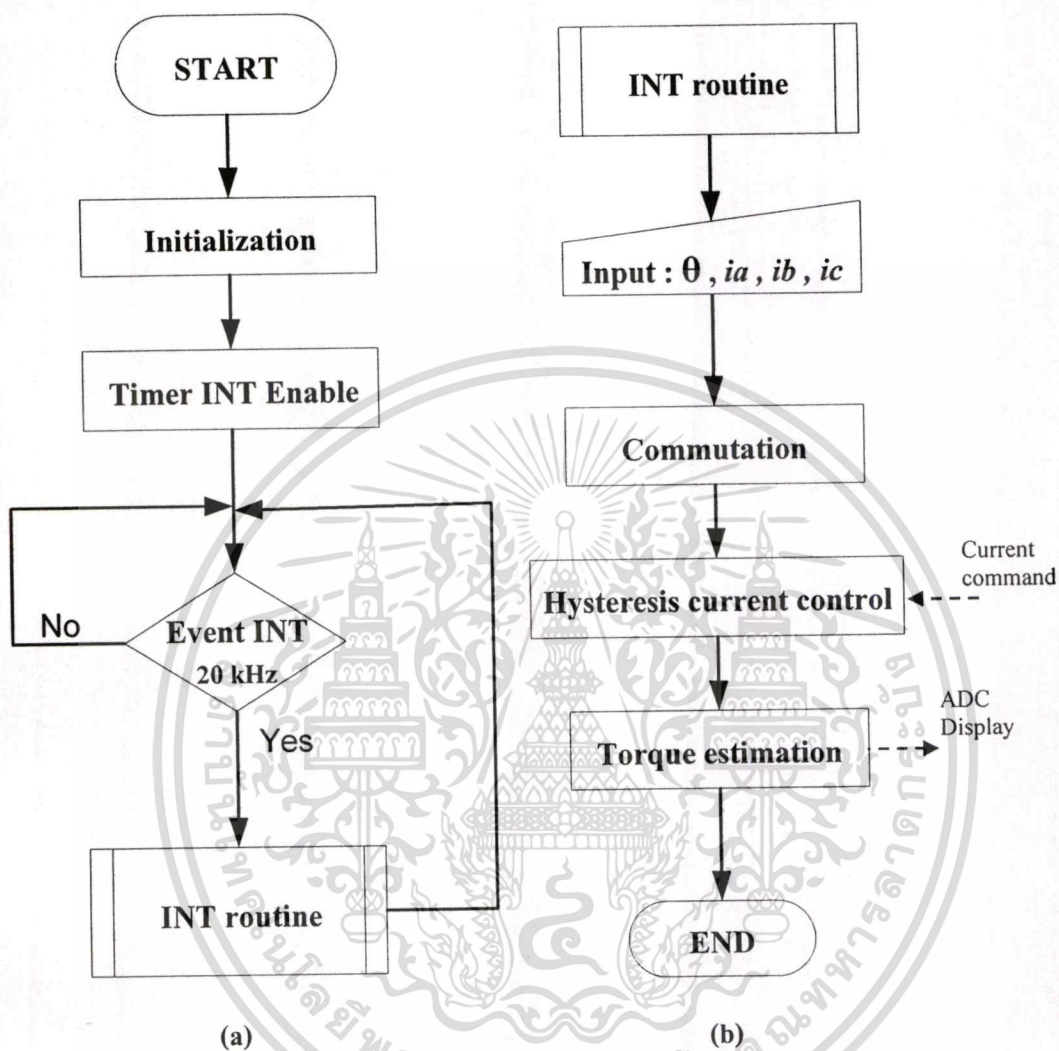 START
Initialization
Timer INT Enable
No
Event INT
20 kHz
Yes
INT routine
(a)
INT routine
Input : θ , ia , ib , ic
Commutation
Hysteresis current control
Current
command
Torque estimation
ADC
Display
END
(b)